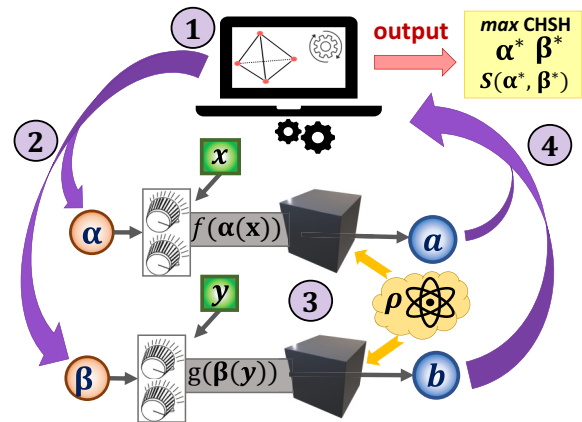 1
output
max CHSH
α* β*
S(α*, β*)
2
4
x
α
f(α(x))
a
y
3
ρ
β
g(β(y))
b